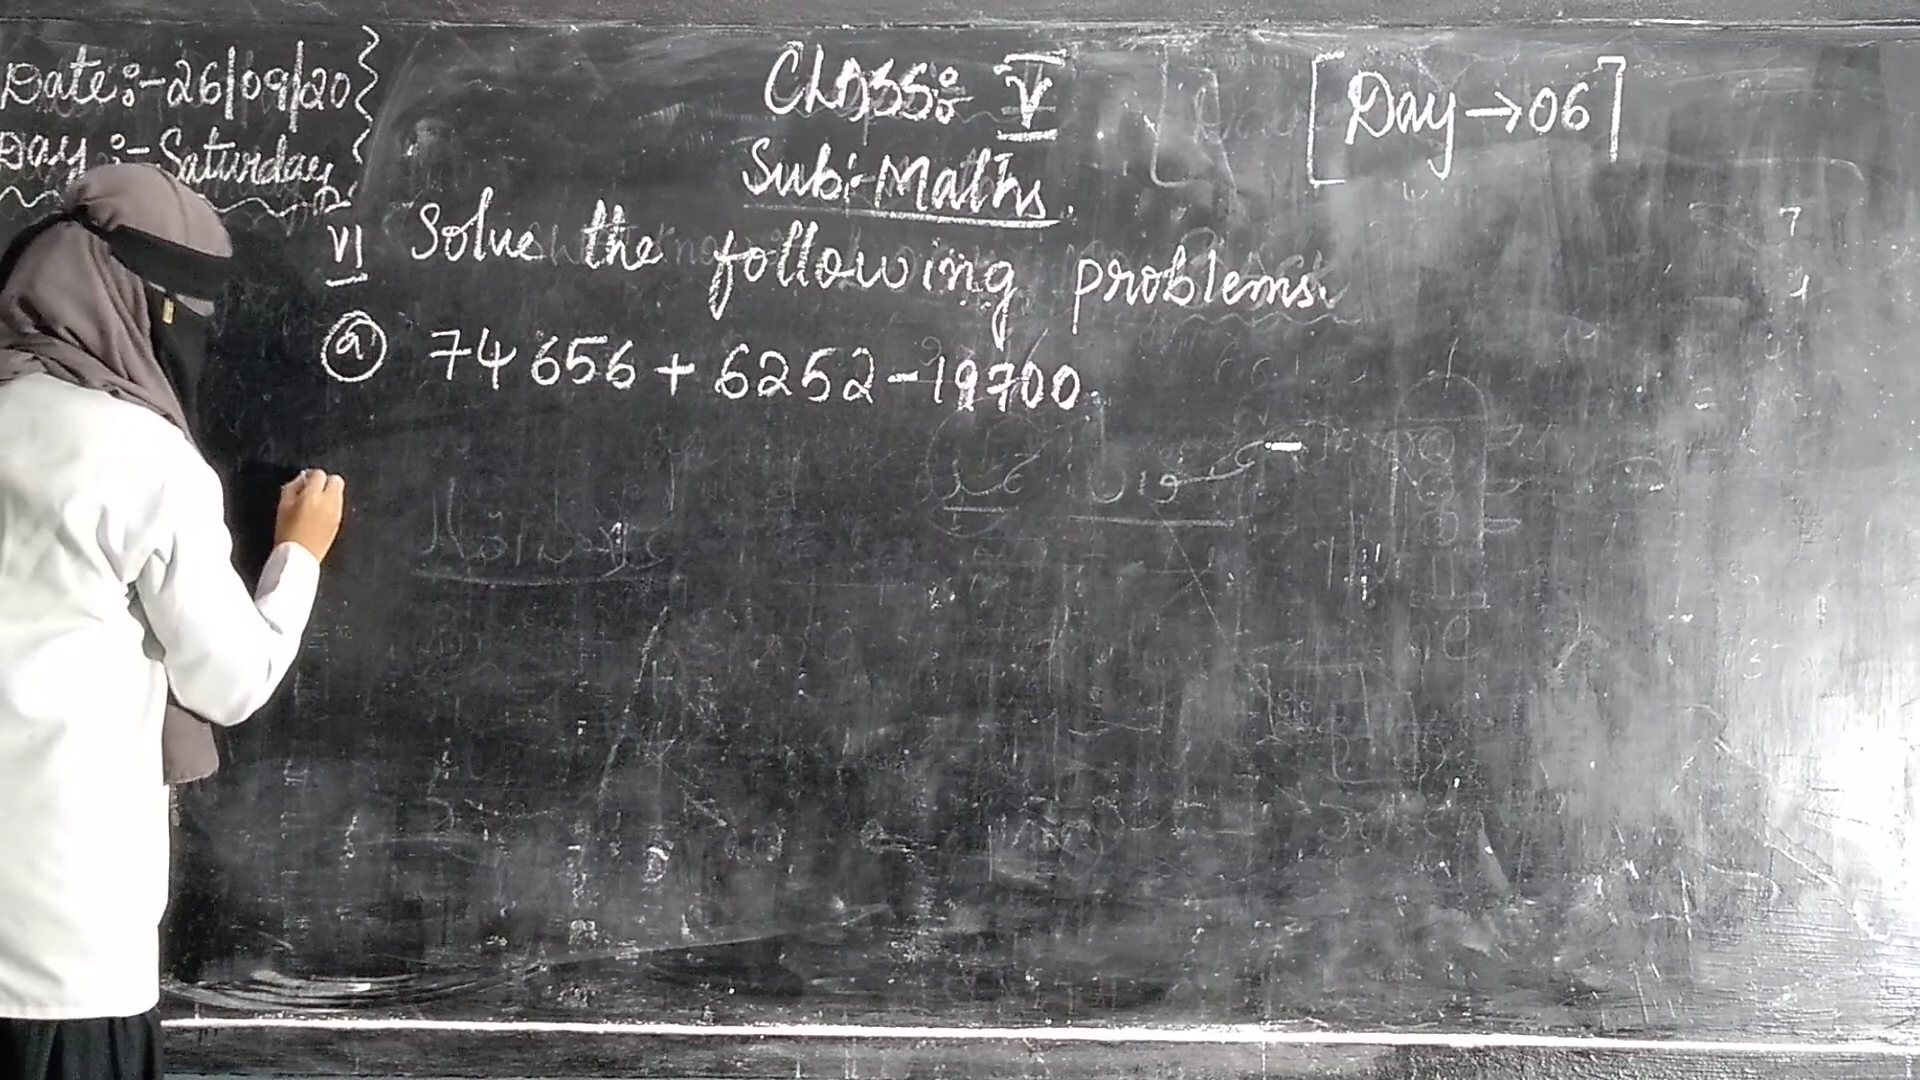 Date:-26/09/20
Day:-Saturday
CLASS: V
Sub:-Maths.
[Day→06]
VI Solve the following problems.
a 74656+6252-19700.